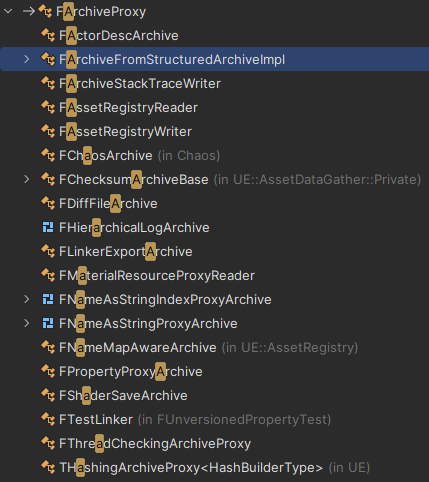 FArchiveProxy
FActorDescArchive
FArchiveFromStructuredArchiveImpl
FArchiveStackTraceWriter
FAssetRegistryReader
FAssetRegistryWriter
FChaosArchive (in Chaos)
FChecksumArchiveBase (in UE::AssetDataGather::Private)
FDiffFileArchive
FHierarchicalLogArchive
FLinkerExportArchive
FMaterialResourceProxyReader
FNameAsStringIndexProxyArchive
FNameAsStringProxyArchive
FNameMapAwareArchive (in UE::AssetRegistry)
FPropertyProxyArchive
FShaderSaveArchive
FTestLinker (in FUnversionedPropertyTest)
FThreadCheckingArchiveProxy
THashingArchiveProxy<HashBuilderType> (in UE)